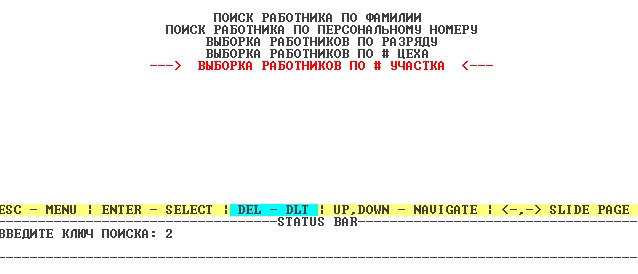 ПОИСК РАБОТНИКА ПО ФАМИЛИИ
ПОИСК РАБОТНИКА ПО ПЕРСОНАЛЬНОМУ НОМЕРУ
ВЫБОРКА РАБОТНИКОВ ПО РАЗРЯДУ
ВЫБОРКА РАБОТНИКОВ ПО # ЦЕХА
---> ВЫБОРКА РАБОТНИКОВ ПО # УЧАСТКА <---
ESC - MENU ¦ ENTER - SELECT ¦ DEL - DLT ¦ UP,DOWN - NAVIGATE ¦ <-,-> SLIDE PAGE
STATUS BAR
ВВЕДИТЕ КЛЮЧ ПОИСКА: 2